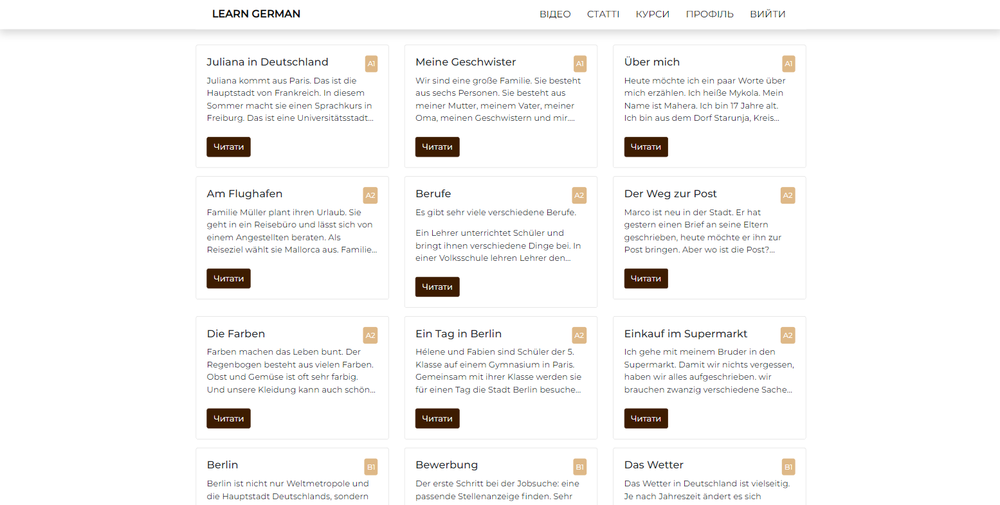 LEARN GERMAN
ВІДЕО СТАТТІ КУРСИ ПРОФІЛЬ ВИЙТИ
Juliana in Deutschland
A1
Juliana kommt aus Paris. Das ist die
Hauptstadt von Frankreich. In diesem
Sommer macht sie einen Sprachkurs in
Freiburg. Das ist eine Universitätsstadt...
Читати
Meine Geschwister
A1
Wir sind eine große Familie. Sie besteht
aus sechs Personen. Sie besteht aus
meiner Mutter, meinem Vater, meiner
Oma, meinen Geschwistern und mir....
Читати
Über mich
A1
Heute möchte ich ein paar Worte über
mich erzählen. Ich heiße Mykola. Mein
Name ist Mahera. Ich bin 17 Jahre alt.
Ich bin aus dem Dorf Starunja, Kreis...
Читати
Am Flughafen
A2
Familie Müller plant ihren Urlaub. Sie
geht in ein Reisebüro und lässt sich von
einem Angestellten beraten. Als
Reiseziel wählt sie Mallorca aus. Familie...
Читати
Berufe
A2
Es gibt sehr viele verschiedene Berufe.
Ein Lehrer unterrichtet Schüler und
bringt ihnen verschiedene Dinge bei. In
einer Volksschule lehren Lehrer den...
Читати
Der Weg zur Post
A2
Marco ist neu in der Stadt. Er hat
gestern einen Brief an seine Eltern
geschrieben, heute möchte er ihn zur
Post bringen. Aber wo ist die Post?...
Читати
Die Farben
A2
Farben machen das Leben bunt. Der
Regenbogen besteht aus vielen Farben.
Obst und Gemüse ist oft sehr farbig.
Und unsere Kleidung kann auch schön...
Читати
Ein Tag in Berlin
A2
Hélene und Fabien sind Schüler der 5.
Klasse auf einem Gymnasium in Paris.
Gemeinsam mit ihrer Klasse werden sie
für einen Tag die Stadt Berlin besuche...
Читати
Einkauf im Supermarkt
A2
Ich gehe mit meinem Bruder in den
Supermarkt. Damit wir nichts vergessen,
haben wir alles aufgeschrieben. wir
brauchen zwanzig verschiedene Sache...
Читати
Berlin
B1
Berlin ist nicht nur Weltmetropole und
die Hauptstadt Deutschlands, sondern
Bewerbung
B1
Der erste Schritt bei der Jobsuche: eine
passende Stellenanzeige finden. Sehr
Das Wetter
B1
Das Wetter in Deutschland ist vielseitig.
Je nach Jahreszeit ändert es sich